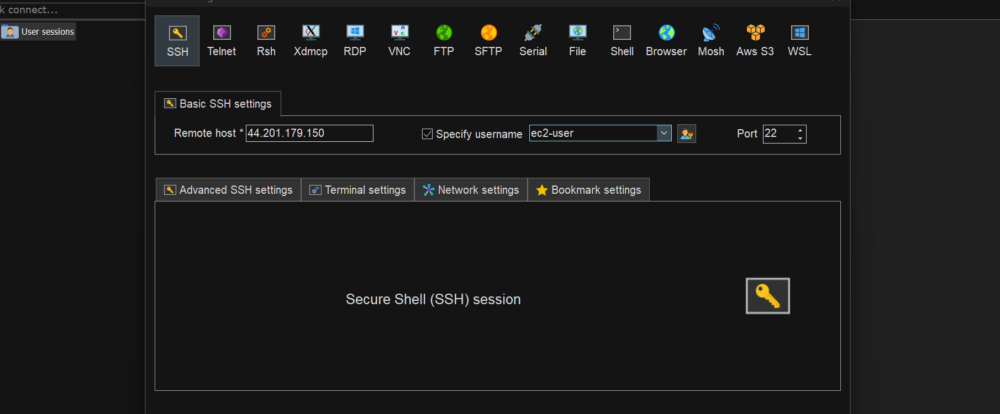 k connect...
User sessions
SSH Telnet Rsh Xdmcp RDP VNC FTP SFTP Serial File Shell Browser Mosh Aws S3 WSL
Basic SSH settings
Remote host * 44.201.179.150 Specify username ec2-user Port 22
Advanced SSH settings Terminal settings Network settings Bookmark settings
Secure Shell (SSH) session